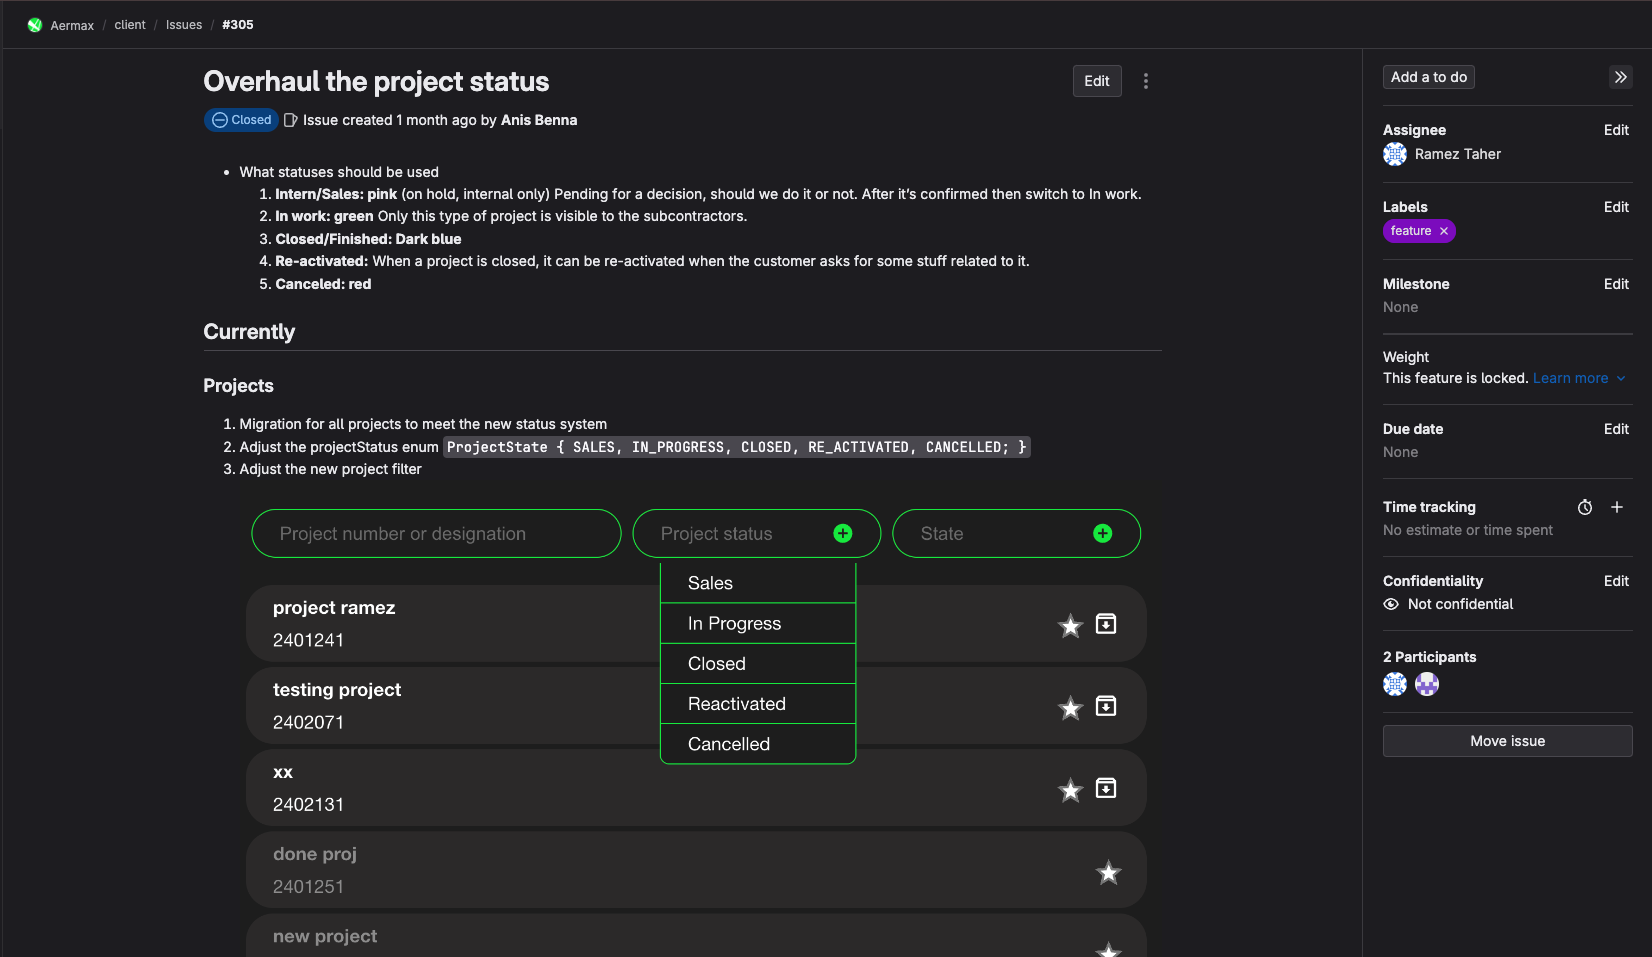 Aermax / client / Issues / #305
Overhaul the project status
Edit
Closed Issue created 1 month ago by Anis Benna
• What statuses should be used
1. Intern/Sales: pink (on hold, internal only) Pending for a decision, should we do it or not. After it's confirmed then switch to In work.
2. In work: green Only this type of project is visible to the subcontractors.
3. Closed/Finished: Dark blue
4. Re-activated: When a project is closed, it can be re-activated when the customer asks for some stuff related to it.
5. Canceled: red
Currently
Projects
1. Migration for all projects to meet the new status system
2. Adjust the projectStatus enum ProjectState { SALES, IN_PROGRESS, CLOSED, RE_ACTIVATED, CANCELLED; }
3. Adjust the new project filter
Project number or designation
Project status
State
Sales
In Progress
Closed
Reactivated
Cancelled
project ramez
2401241
testing project
2402071
xx
2402131
done proj
2401251
new project
Add a to do
Assignee Edit
Ramez Taher
Labels Edit
feature
Milestone Edit
None
Weight
This feature is locked. Learn more
Due date Edit
None
Time tracking
No estimate or time spent
Confidentiality Edit
Not confidential
2 Participants
Move issue